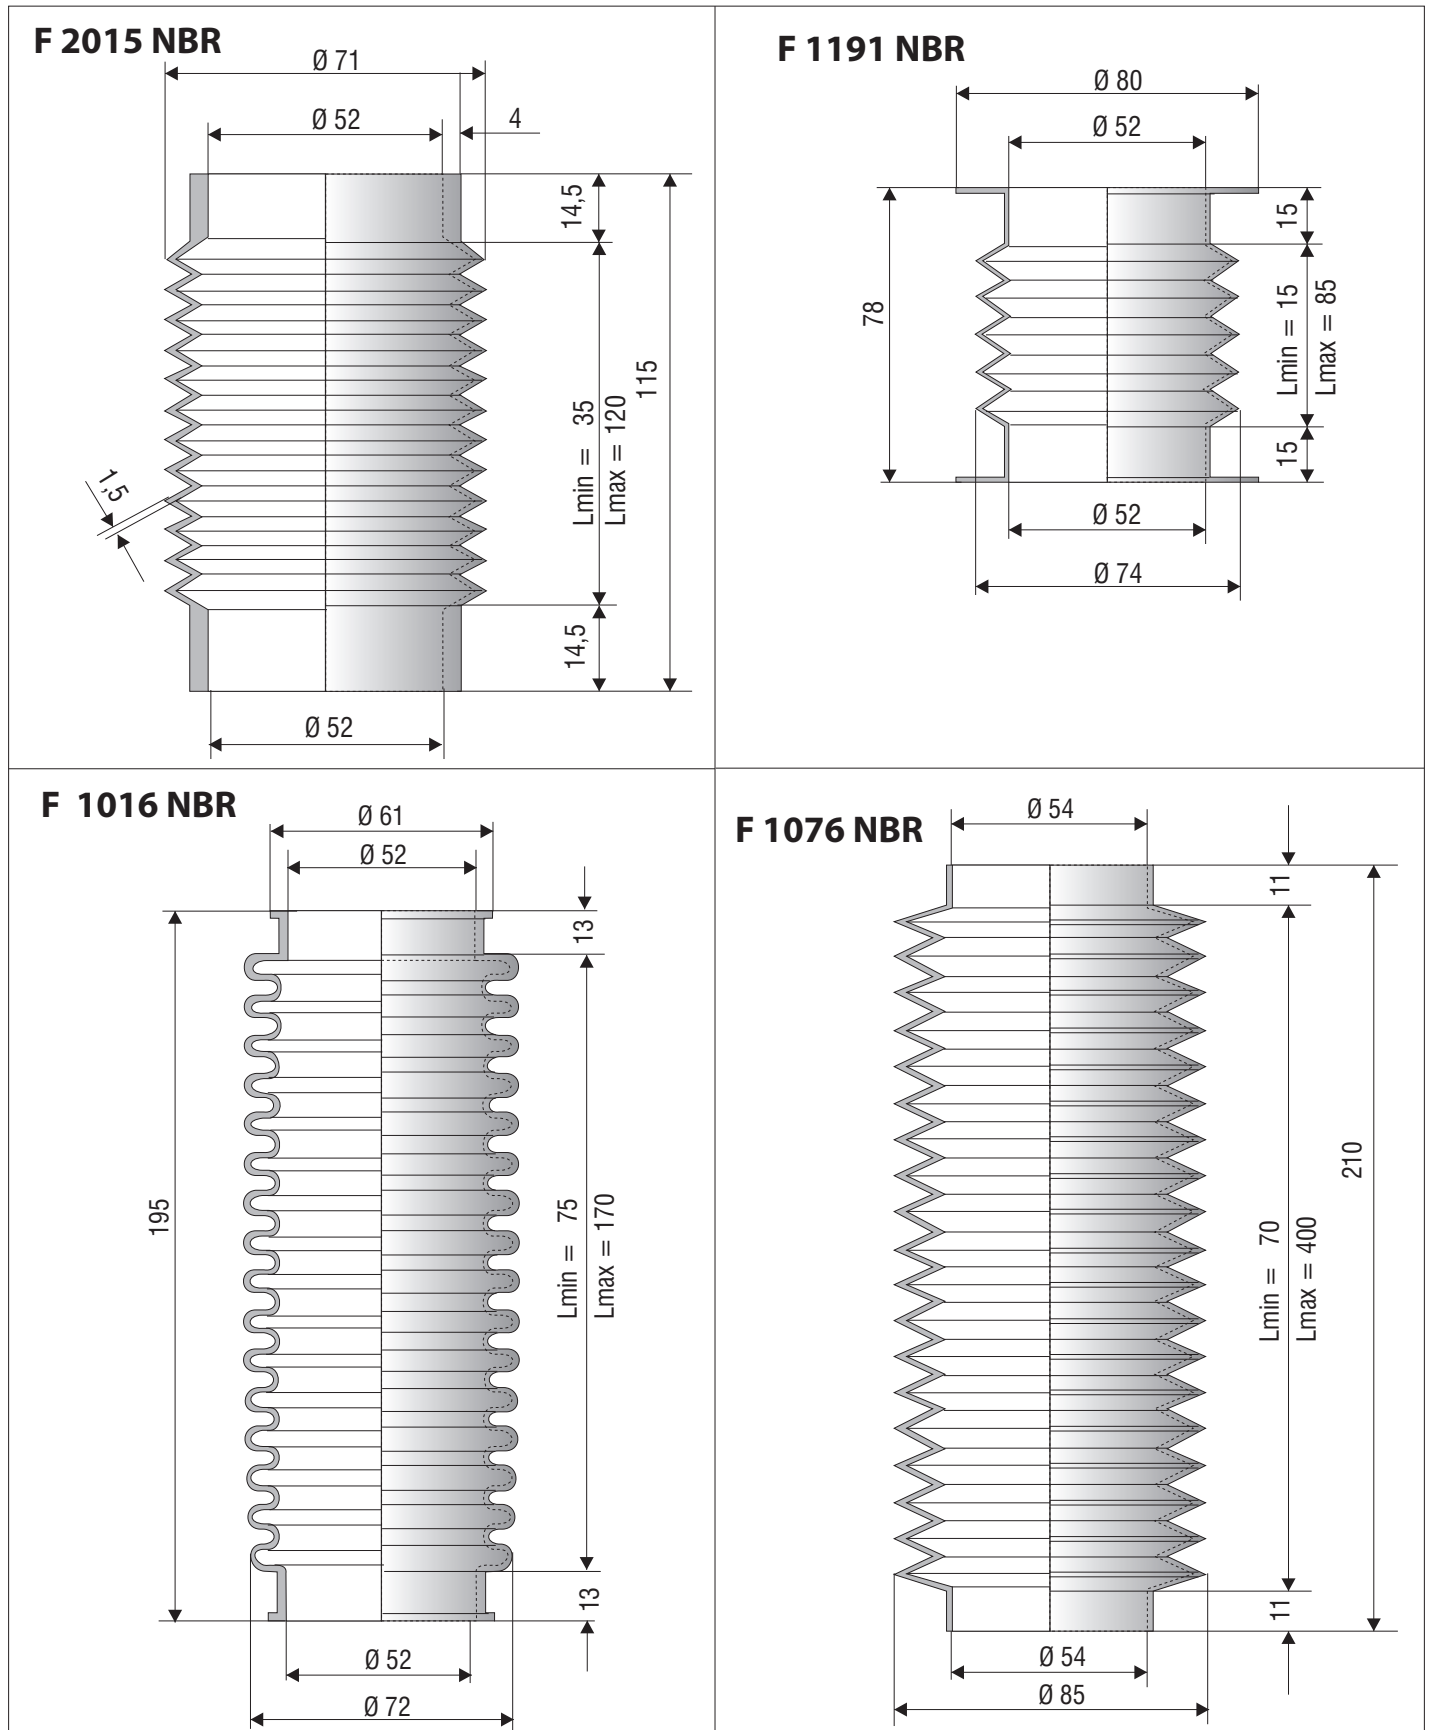 F 2015 NBR
Ø 71
Ø 52
4
14,5
115
Lmin = 35
Lmax = 120
1,5
14,5
Ø 52
F 1191 NBR
Ø 80
Ø 52
15
78
Lmin = 15
Lmax = 85
15
Ø 52
Ø 74
F 1016 NBR
Ø 61
Ø 52
13
195
Lmin = 75
Lmax = 170
13
Ø 52
Ø 72
F 1076 NBR
Ø 54
11
210
Lmin = 70
Lmax = 400
11
Ø 54
Ø 85